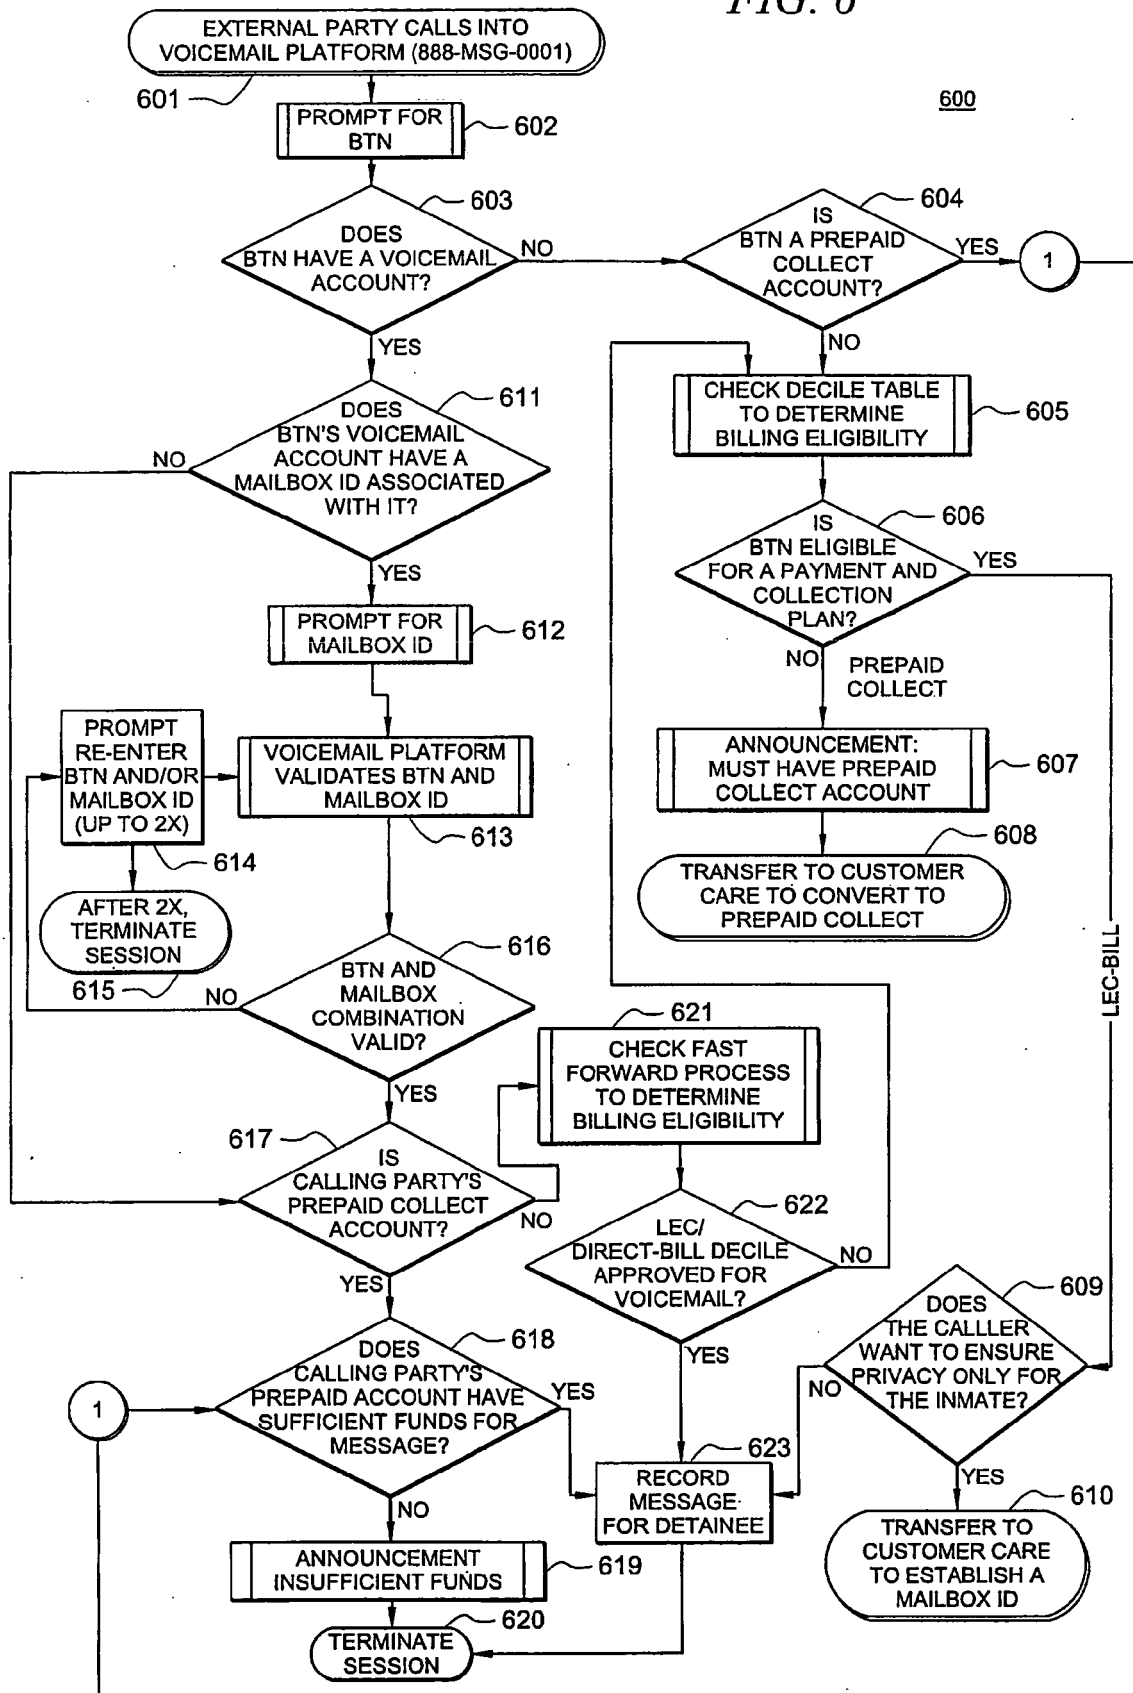 FIG. 6
EXTERNAL PARTY CALLS INTO
VOICEMAIL PLATFORM (888-MSG-0001)
601
600
PROMPT FOR
BTN
602
603
DOES
BTN HAVE A VOICEMAIL
ACCOUNT?
NO
YES
604
IS
BTN A PREPAID
COLLECT
ACCOUNT?
YES
1
NO
CHECK DECILE TABLE
TO DETERMINE
BILLING ELIGIBILITY
605
611
DOES
BTN'S VOICEMAIL
ACCOUNT HAVE A
MAILBOX ID ASSOCIATED
WITH IT?
NO
YES
606
IS
BTN ELIGIBLE
FOR A PAYMENT AND
COLLECTION
PLAN?
YES
NO
PREPAID
COLLECT
PROMPT FOR
MAILBOX ID
612
PROMPT
RE-ENTER
BTN AND/OR
MAILBOX ID
(UP TO 2X)
614
VOICEMAIL PLATFORM
VALIDATES BTN AND
MAILBOX ID
613
ANNOUNCEMENT:
MUST HAVE PREPAID
COLLECT ACCOUNT
607
608
TRANSFER TO CUSTOMER
CARE TO CONVERT TO
PREPAID COLLECT
AFTER 2X,
TERMINATE
SESSION
615
616
BTN AND
MAILBOX
COMBINATION
VALID?
NO
YES
LEC-BILL
621
CHECK FAST
FORWARD PROCESS
TO DETERMINE
BILLING ELIGIBILITY
617
IS
CALLING PARTY'S
PREPAID COLLECT
ACCOUNT?
NO
YES
622
LEC/
DIRECT-BILL DECILE
APPROVED FOR
VOICEMAIL?
NO
YES
609
DOES
THE CALLLER
WANT TO ENSURE
PRIVACY ONLY FOR
THE INMATE?
NO
YES
618
DOES
CALLING PARTY'S
PREPAID ACCOUNT HAVE
SUFFICIENT FUNDS FOR
MESSAGE?
1
YES
NO
623
RECORD
MESSAGE
FOR DETAINEE
610
TRANSFER TO
CUSTOMER CARE
TO ESTABLISH A
MAILBOX ID
ANNOUNCEMENT
INSUFFICIENT FUNDS
619
620
TERMINATE
SESSION